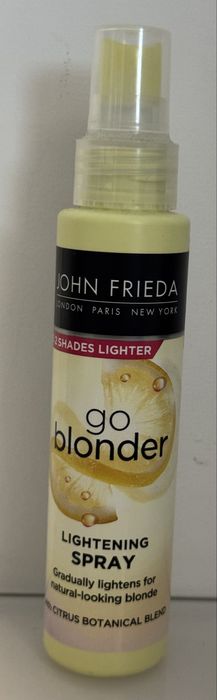 JOHN FRIEDA
LONDON PARIS NEW YORK
SHADES LIGHTER
go
blonder
LIGHTENING
SPRAY
Gradually lightens for
natural-looking blonde
CITRUS BOTANICAL BLEND